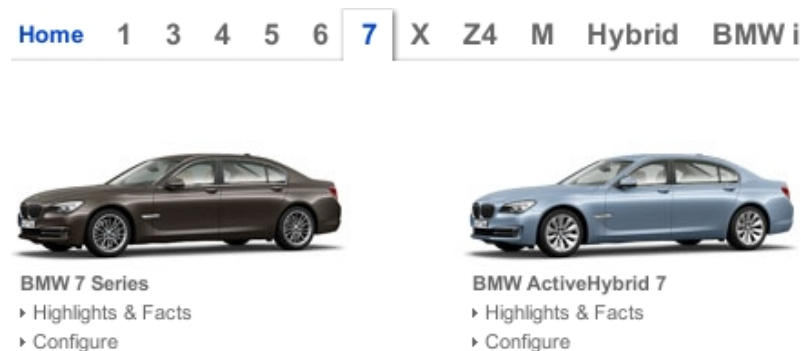 Home 1 3 4 5 6 7 X Z4 M Hybrid BMW i
BMW 7 Series
Highlights & Facts
Configure
BMW ActiveHybrid 7
Highlights & Facts
Configure